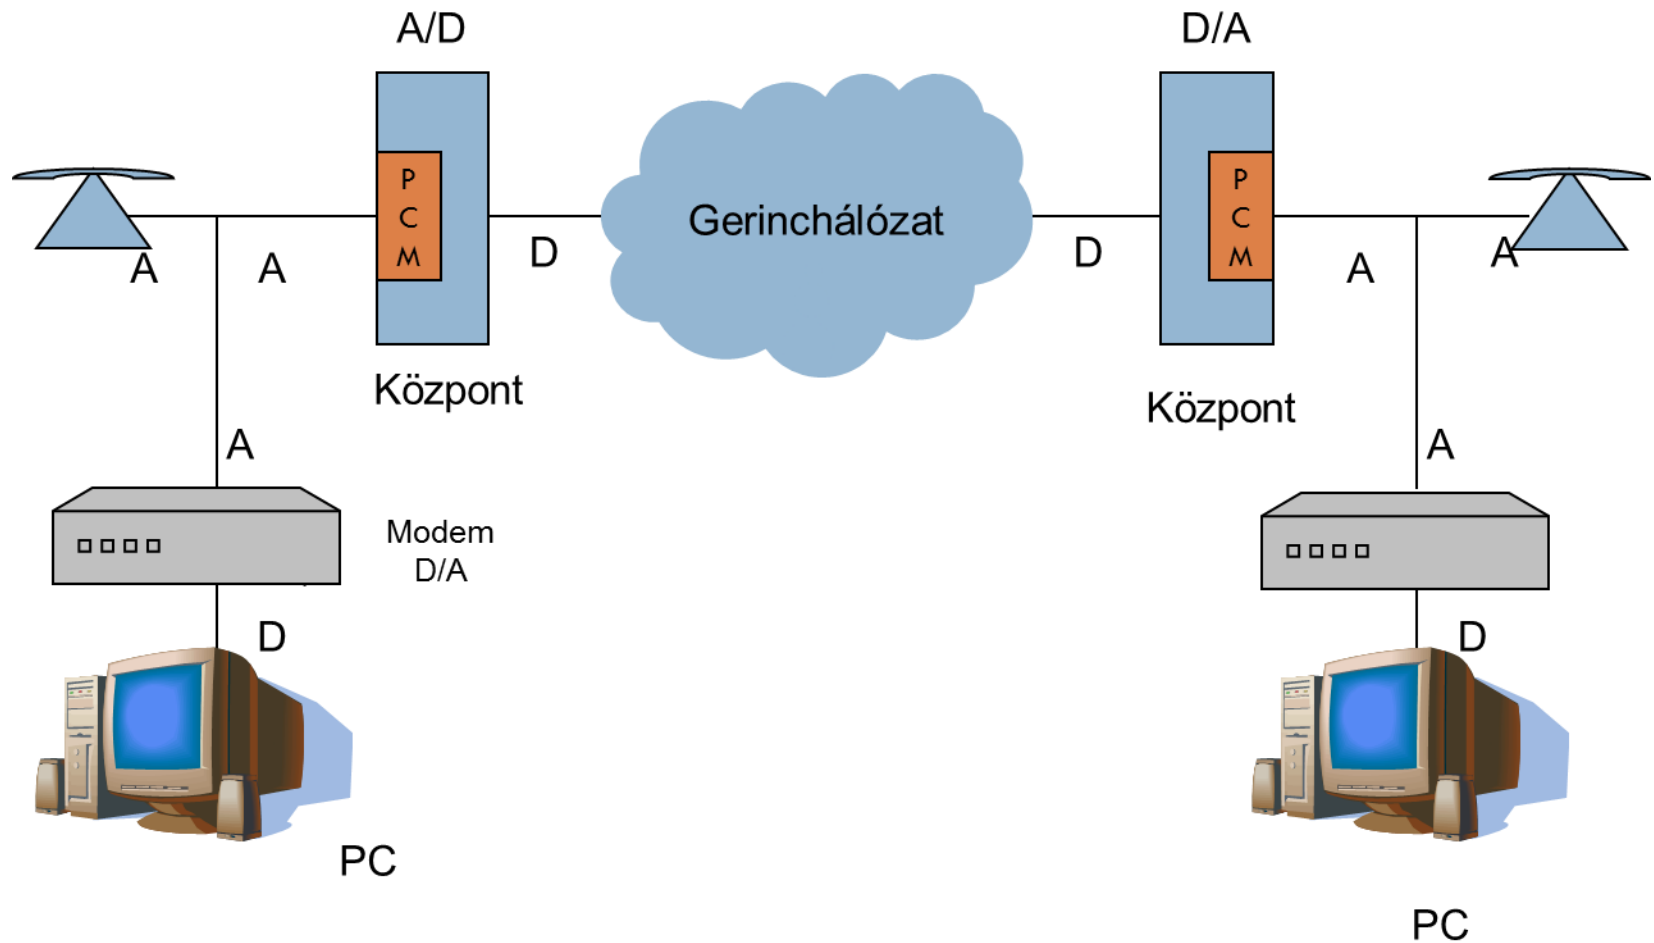 A/D
D/A
P
C
M
P
C
M
Gerinchálózat
A
A
D
D
A
A
Központ
Központ
A
A
Modem
D/A
D
D
PC
PC